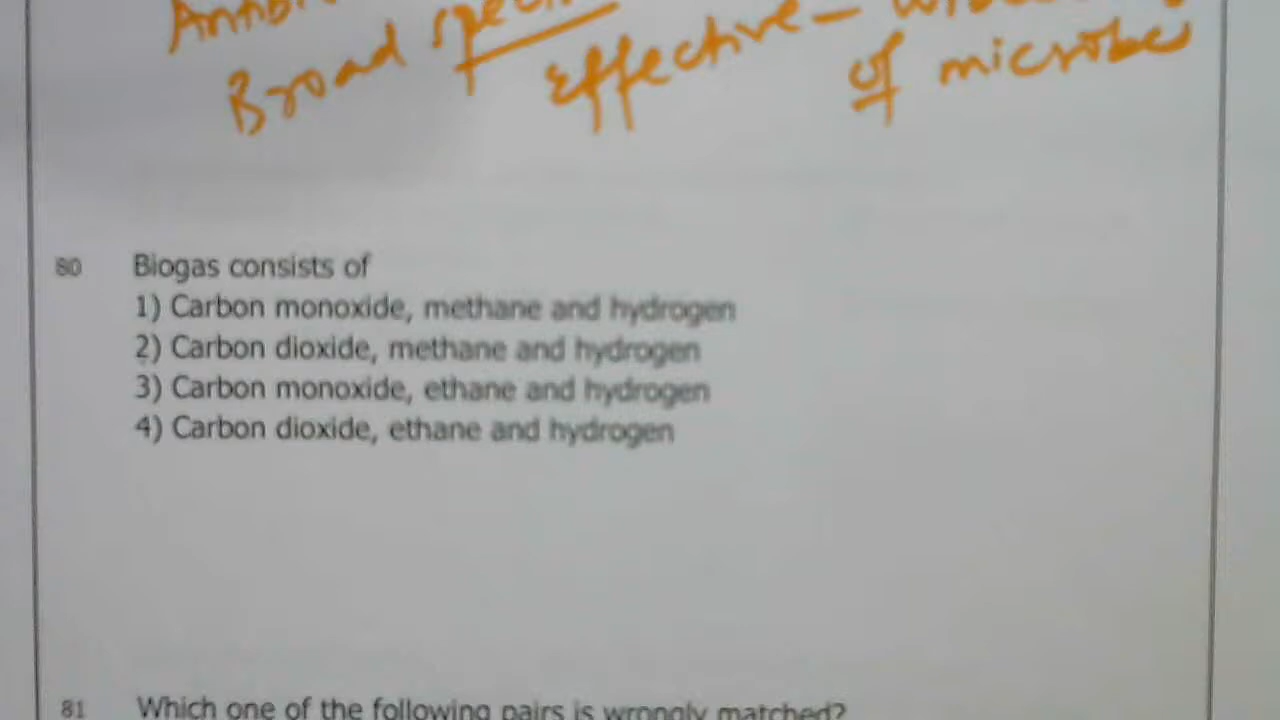 Broad
Effective -
of microbes
80 Biogas consists of
1) Carbon monoxide, methane and hydrogen
2) Carbon dioxide, methane and hydrogen
3) Carbon monoxide, ethane and hydrogen
4) Carbon dioxide, ethane and hydrogen
81 Which one of the following pairs is wrongly matched?